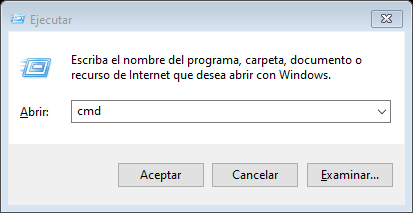 Ejecutar
Escriba el nombre del programa, carpeta, documento o
recurso de Internet que desea abrir con Windows.
Abrir: cmd
Aceptar Cancelar Examinar...